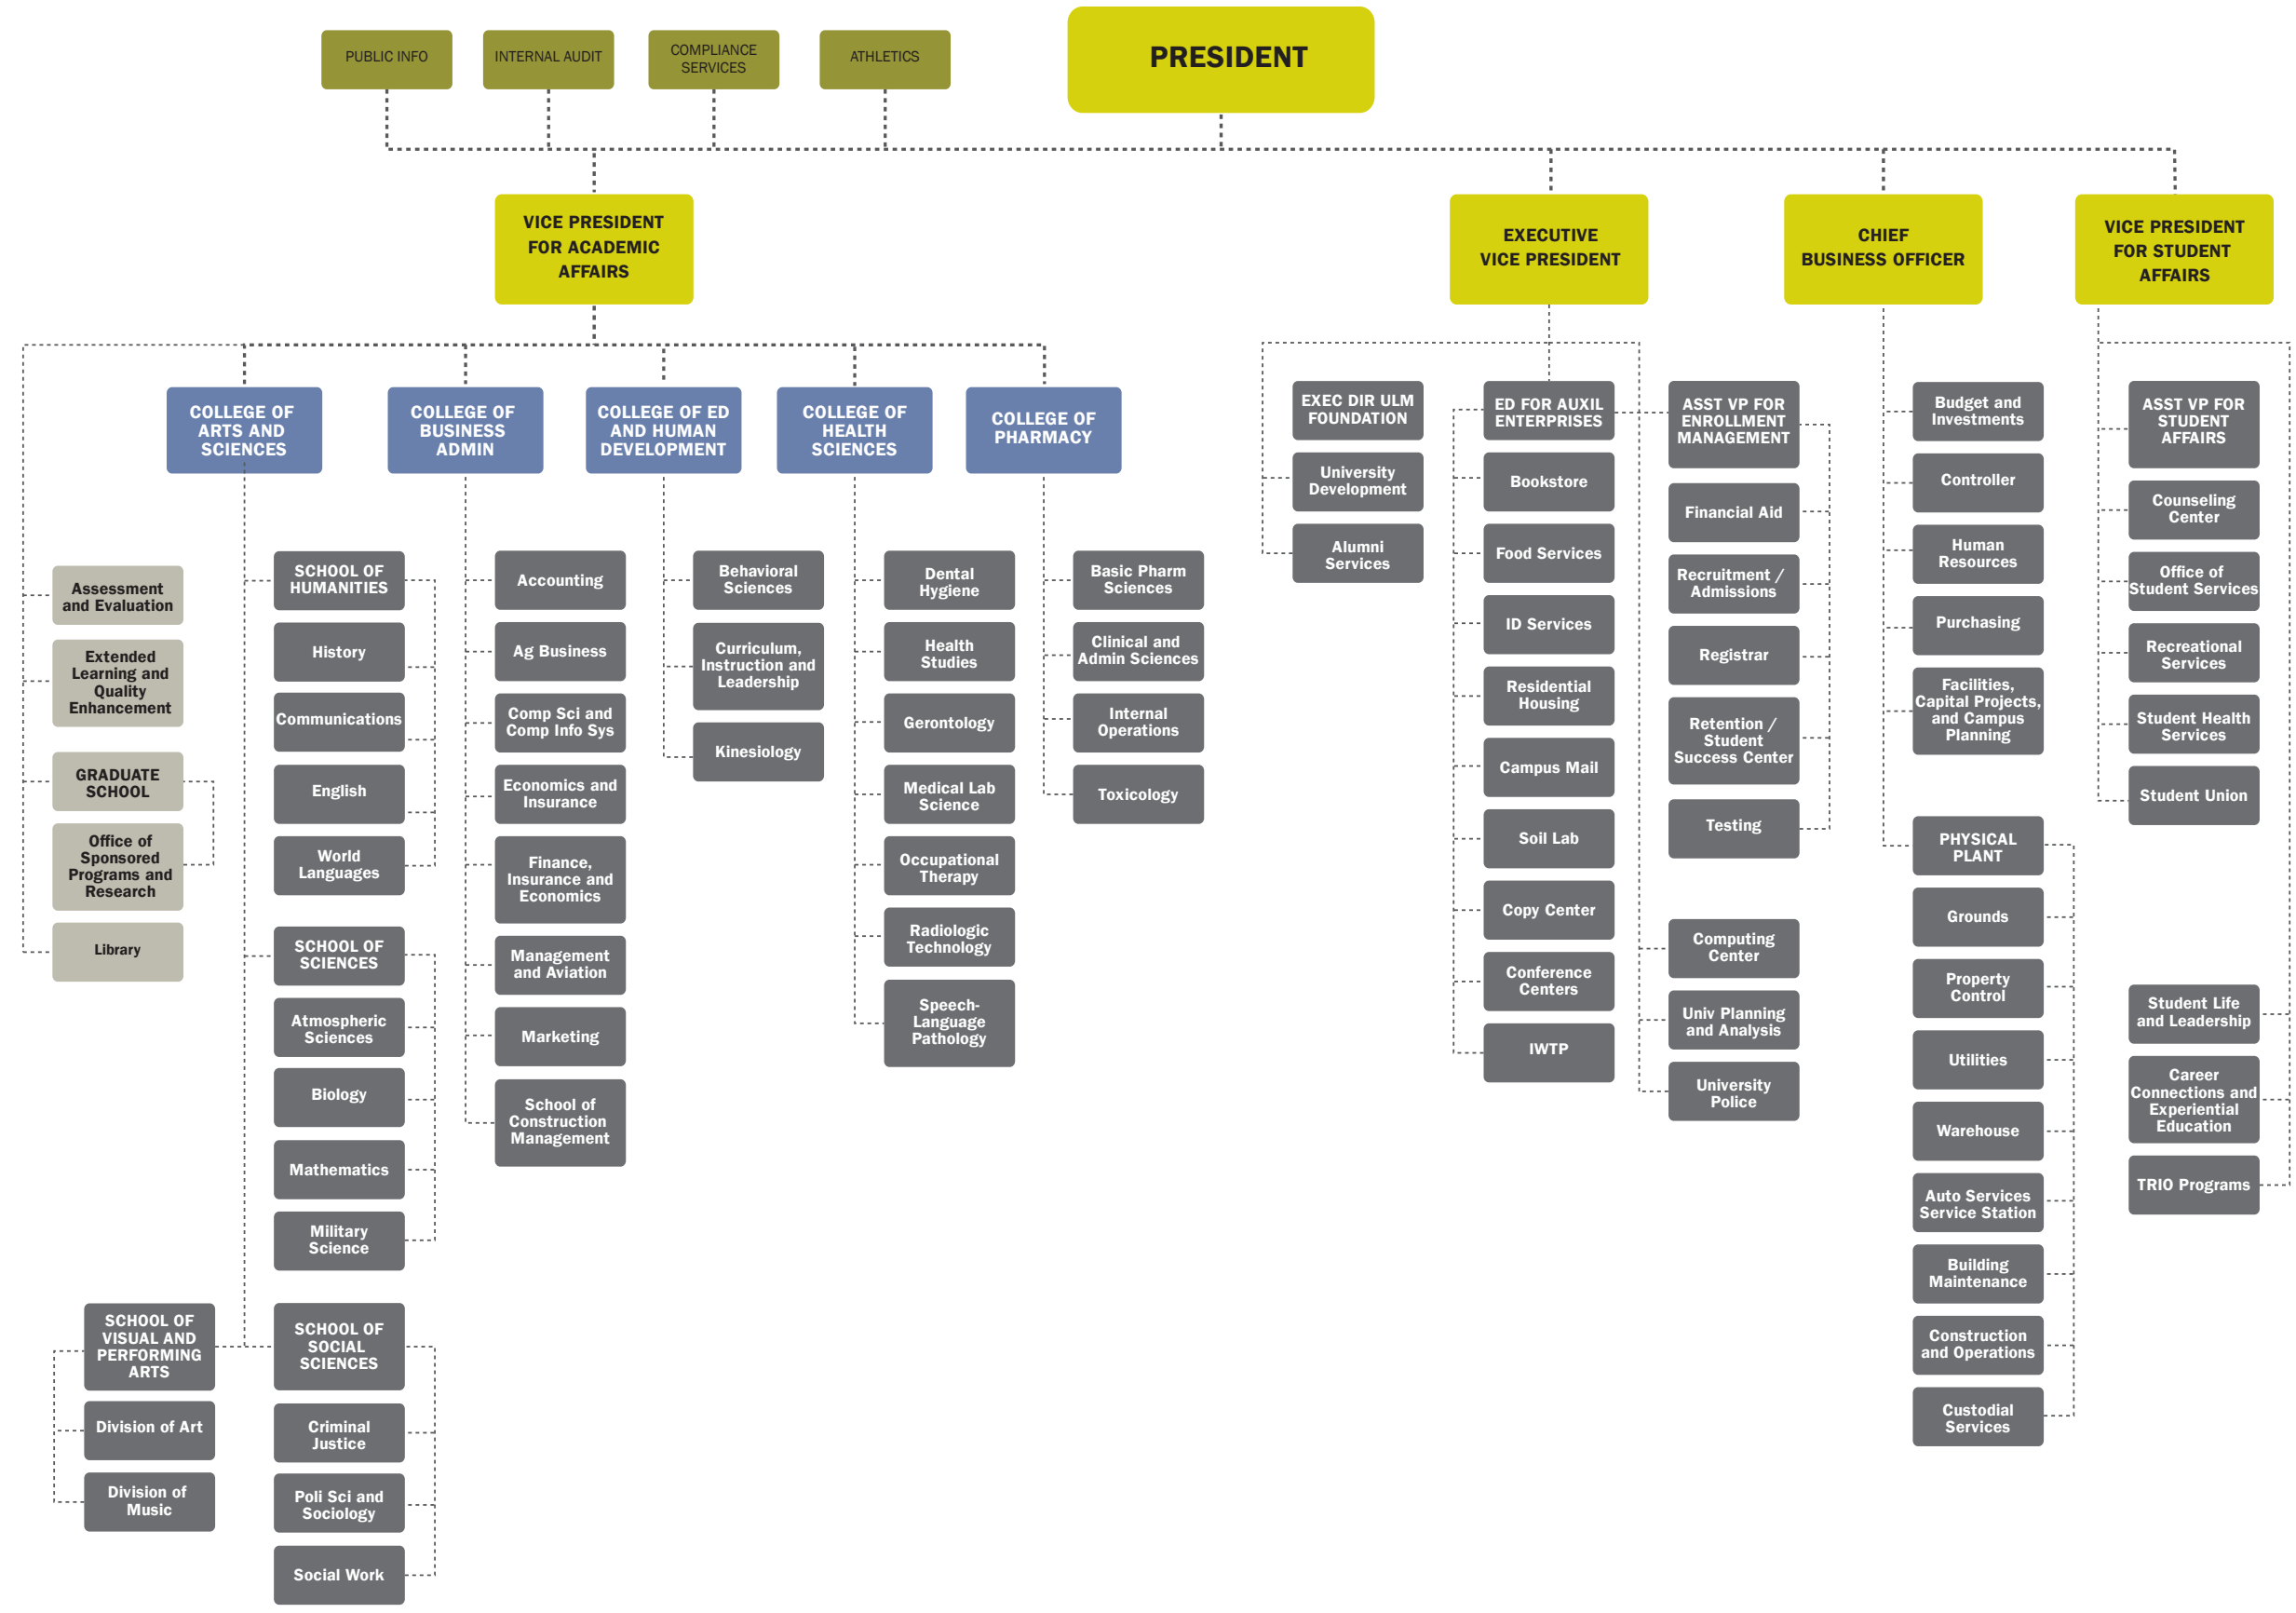 PUBLIC INFO
INTERNAL AUDIT
COMPLIANCE
SERVICES
ATHLETICS
PRESIDENT
VICE PRESIDENT
FOR ACADEMIC
AFFAIRS
EXECUTIVE
VICE PRESIDENT
CHIEF
BUSINESS OFFICER
VICE PRESIDENT
FOR STUDENT
AFFAIRS
COLLEGE OF
ARTS AND
SCIENCES
COLLEGE OF
BUSINESS
ADMIN
COLLEGE OF ED
AND HUMAN
DEVELOPMENT
COLLEGE OF
HEALTH
SCIENCES
COLLEGE OF
PHARMACY
Assessment
and Evaluation
Extended
Learning and
Quality
Enhancement
GRADUATE
SCHOOL
Office of
Sponsored
Programs and
Research
Library
SCHOOL OF
HUMANITIES
History
Communications
English
World
Languages
SCHOOL OF
SCIENCES
Atmospheric
Sciences
Biology
Mathematics
Military
Science
SCHOOL OF
VISUAL AND
PERFORMING
ARTS
Division of Art
Division of
Music
SCHOOL OF
SOCIAL
SCIENCES
Criminal
Justice
Poli Sci and
Sociology
Social Work
Accounting
Ag Business
Comp Sci and
Comp Info Sys
Economics and
Insurance
Finance,
Insurance and
Economics
Management
and Aviation
Marketing
School of
Construction
Management
Behavioral
Sciences
Curriculum,
Instruction and
Leadership
Kinesiology
Dental
Hygiene
Health
Studies
Gerontology
Medical Lab
Science
Occupational
Therapy
Radiologic
Technology
Speech-
Language
Pathology
Basic Pharm
Sciences
Clinical and
Admin Sciences
Internal
Operations
Toxicology
EXEC DIR ULM
FOUNDATION
University
Development
Alumni
Services
ED FOR AUXIL
ENTERPRISES
Bookstore
Food Services
ID Services
Residential
Housing
Campus Mail
Soil Lab
Copy Center
Conference
Centers
IWTP
ASST VP FOR
ENROLLMENT
MANAGEMENT
Financial Aid
Recruitment /
Admissions
Registrar
Retention /
Student
Success Center
Testing
Computing
Center
Univ Planning
and Analysis
University
Police
Budget and
Investments
Controller
Human
Resources
Purchasing
Facilities,
Capital Projects,
and Campus
Planning
PHYSICAL
PLANT
Grounds
Property
Control
Utilities
Warehouse
Auto Services
Service Station
Building
Maintenance
Construction
and Operations
Custodial
Services
ASST VP FOR
STUDENT
AFFAIRS
Counseling
Center
Office of
Student Services
Recreational
Services
Student Health
Services
Student Union
Student Life
and Leadership
Career
Connections and
Experiential
Education
TRIO Programs